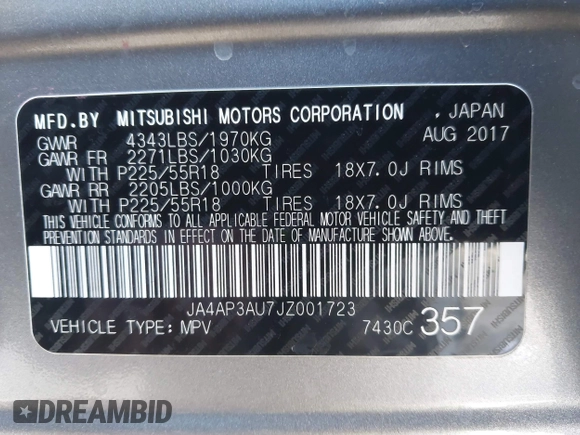 MFD.BY MITSUBISHI MOTORS CORPORATION , JAPAN
GVWR 4343LBS/1970KG AUG 2017
GAWR FR 2271LBS/1030KG
WITH P225/55R18 TIRES 18X7.0J RIMS
GAWR RR 2205LBS/1000KG
WITH P225/55R18 TIRES 18X7.0J RIMS
THIS VEHICLE CONFORMS TO ALL APPLICABLE FEDERAL MOTOR VEHICLE SAFETY AND THEFT
PREVENTION STANDARDS IN EFFECT ON THE DATE OF MANUFACTURE SHOWN ABOVE.
JA4AP3AU7JZ001723
VEHICLE TYPE: MPV 7430C 357
DREAMBID